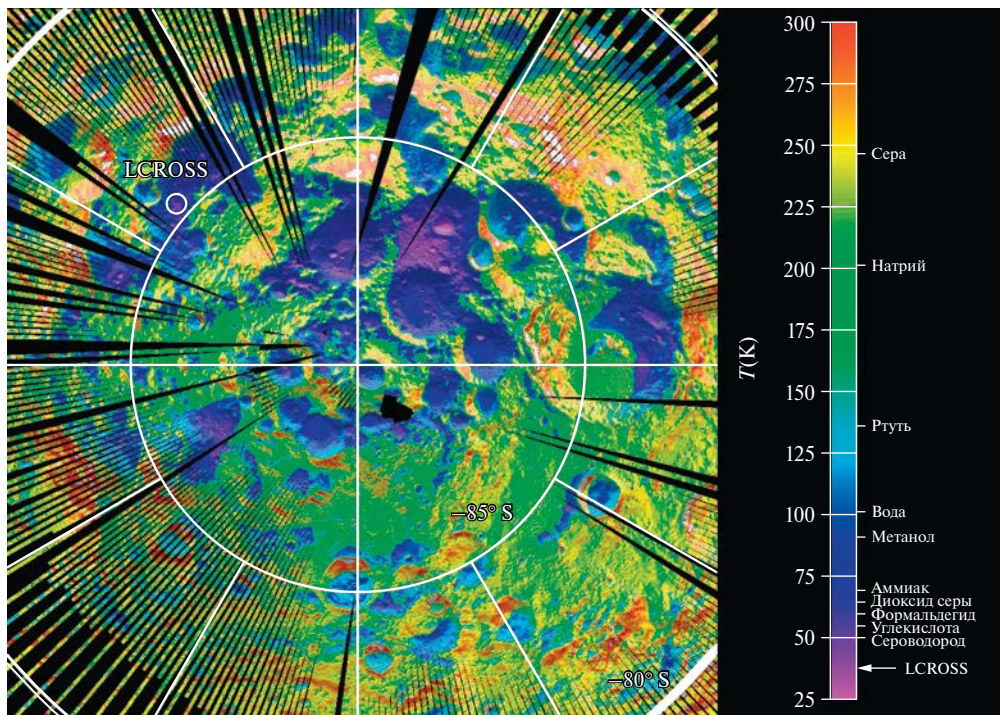 LCROSS
−85° S
−80° S
T(K)
300
275
250
225
200
175
150
125
100
75
50
25
Сера
Натрий
Ртуть
Вода
Метанол
Аммиак
Диоксид серы
Формальдегид
Углекислота
Сероводород
LCROSS